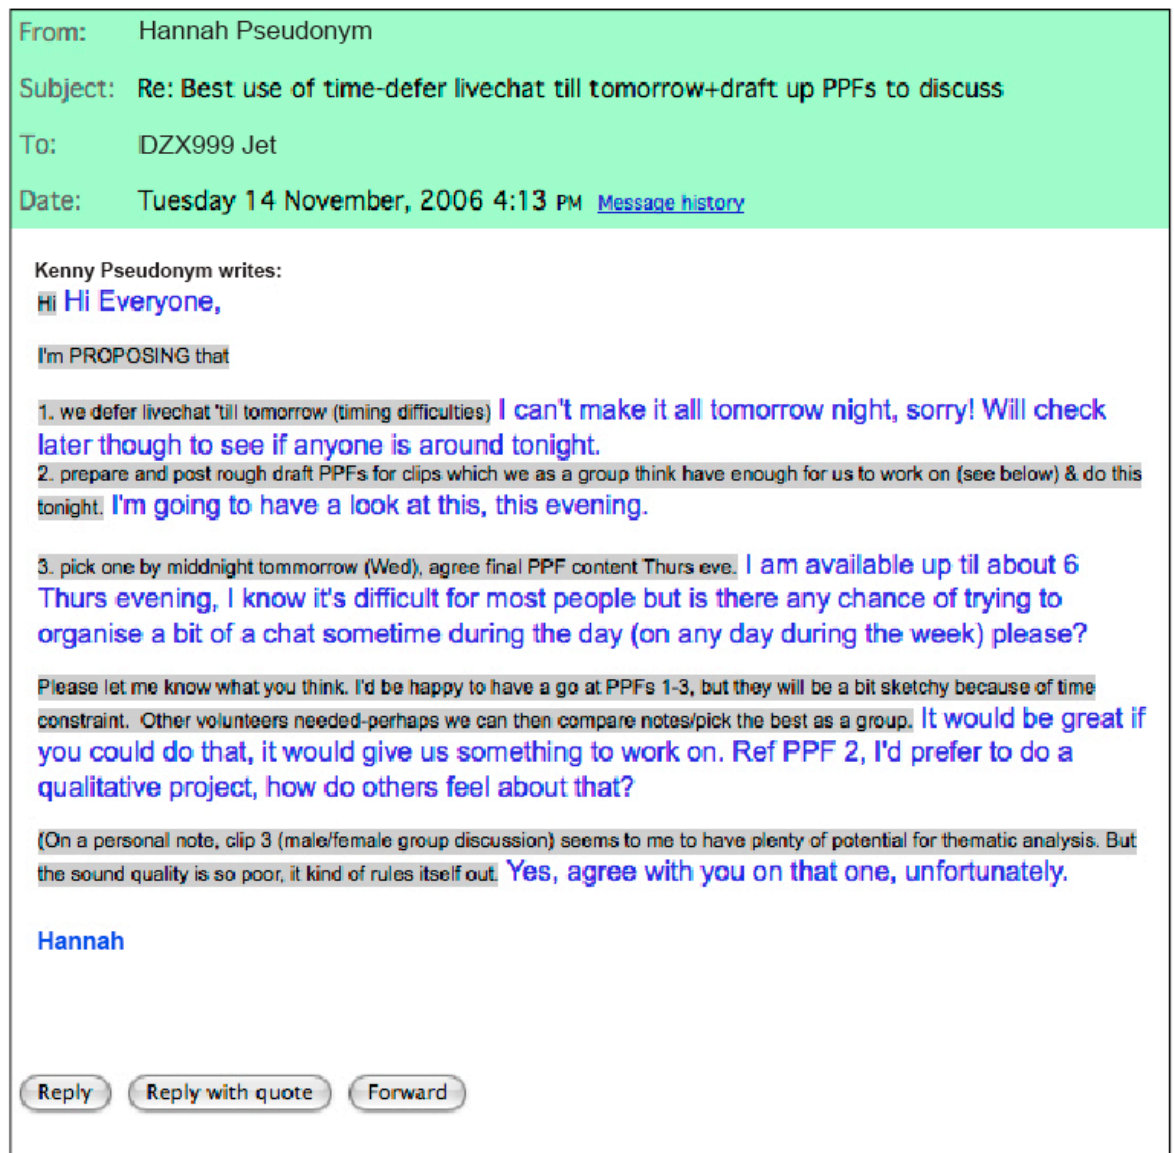 From: Hannah Pseudonym
Subject: Re: Best use of time-defer livechat till tomorrow+draft up PPFs to discuss
To: DZX999 Jet
Date: Tuesday 14 November, 2006 4:13 PM Message history
Kenny Pseudonym writes:
Hi Hi Everyone,
I'm PROPOSING that
1. we defer livechat 'till tomorrow (timing difficulties) I can't make it all tomorrow night, sorry! Will check
later though to see if anyone is around tonight.
2. prepare and post rough draft PPFs for clips which we as a group think have enough for us to work on (see below) & do this
tonight. I'm going to have a look at this, this evening.
3. pick one by middnight tommorrow (Wed), agree final PPF content Thurs eve. I am available up til about 6
Thurs evening, I know it's difficult for most people but is there any chance of trying to
organise a bit of a chat sometime during the day (on any day during the week) please?
Please let me know what you think. I'd be happy to have a go at PPFs 1-3, but they will be a bit sketchy because of time
constraint. Other volunteers needed-perhaps we can then compare notes/pick the best as a group. It would be great if
you could do that, it would give us something to work on. Ref PPF 2, I'd prefer to do a
qualitative project, how do others feel about that?
(On a personal note, clip 3 (male/female group discussion) seems to me to have plenty of potential for thematic analysis. But
the sound quality is so poor, it kind of rules itself out. Yes, agree with you on that one, unfortunately.
Hannah
Reply Reply with quote Forward